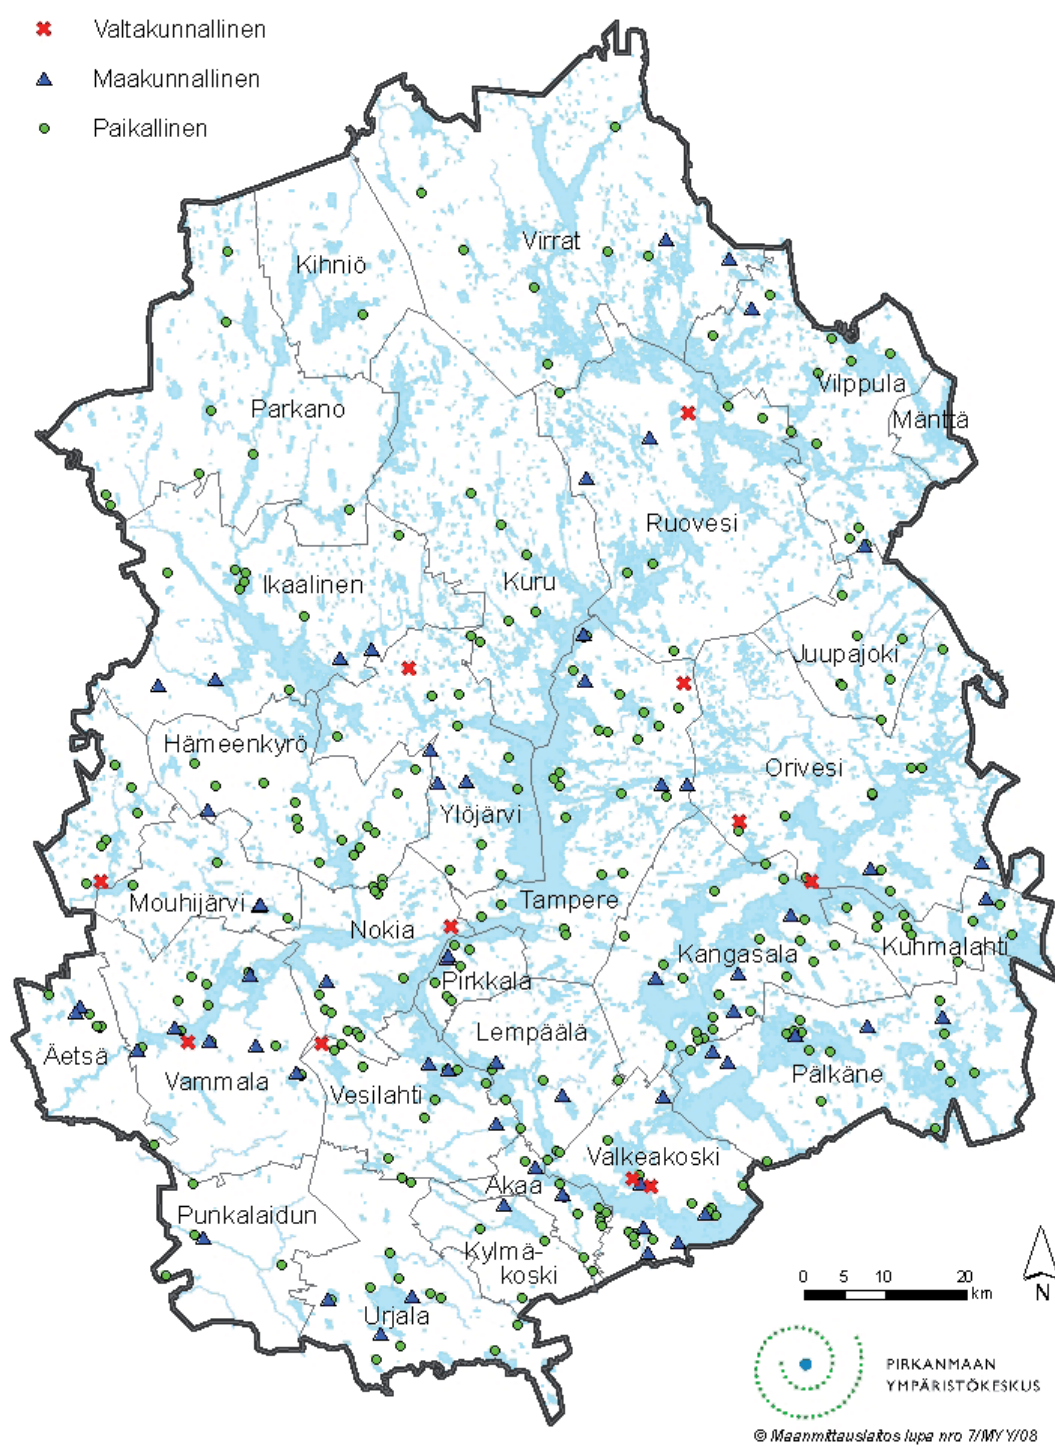 Valtakunnallinen
Maakunnallinen
Paikallinen
Virrat
Kihniö
Vilppula
Parkano
Mänttä
Ruovesi
Ikaalinen
Kuru
Juupajoki
Hämeenkyrö
Orivesi
Ylöjärvi
Mouhijärvi
Tampere
Nokia
Kangasala
Kuhmalahti
Pirkkala
Lempäälä
Äetsä
Vammala
Vesilahti
Pälkäne
Valkeakoski
Akaa
Punkalaidun
Kylmä-
koski
Urjala
0 5 10 20
km
N
PIRKANMAAN
YMPÄRISTÖKESKUS
© Maanmittauslaitos lupa nro 7/MYY/08